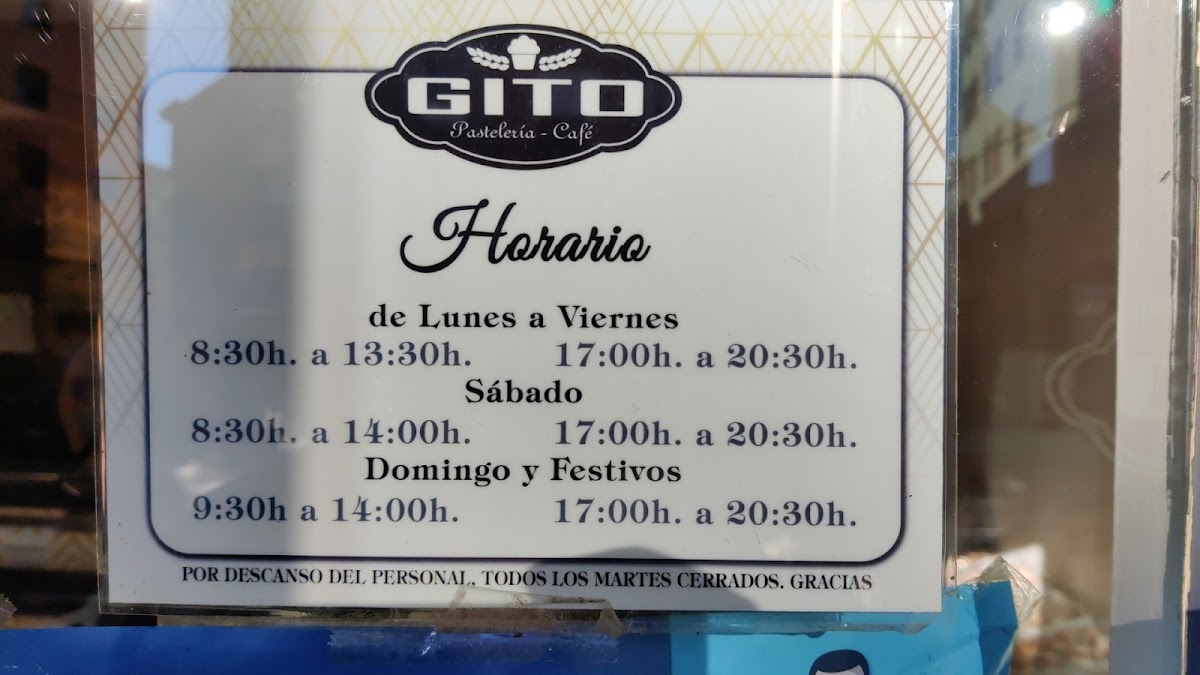 GITO
Pastelería - Café
Horario
de Lunes a Viernes
8:30h. a 13:30h. 17:00h. a 20:30h.
Sábado
8:30h. a 14:00h. 17:00h. a 20:30h.
Domingo y Festivos
9:30h a 14:00h. 17:00h. a 20:30h.
POR DESCANSO DEL PERSONAL, TODOS LOS MARTES CERRADOS. GRACIAS